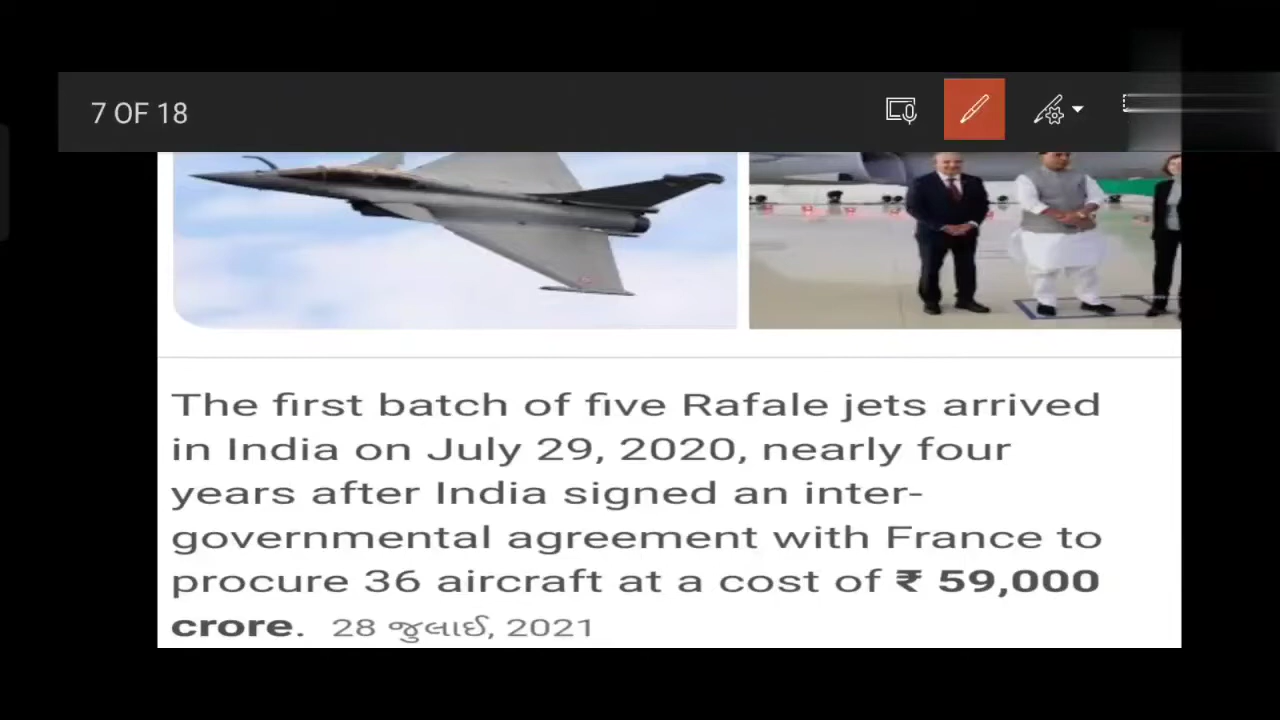 7 OF 18
The first batch of five Rafale jets arrived
in India on July 29, 2020, nearly four
years after India signed an inter-
governmental agreement with France to
procure 36 aircraft at a cost of ₹ 59,000
crore. 28 જુલાઈ, 2021